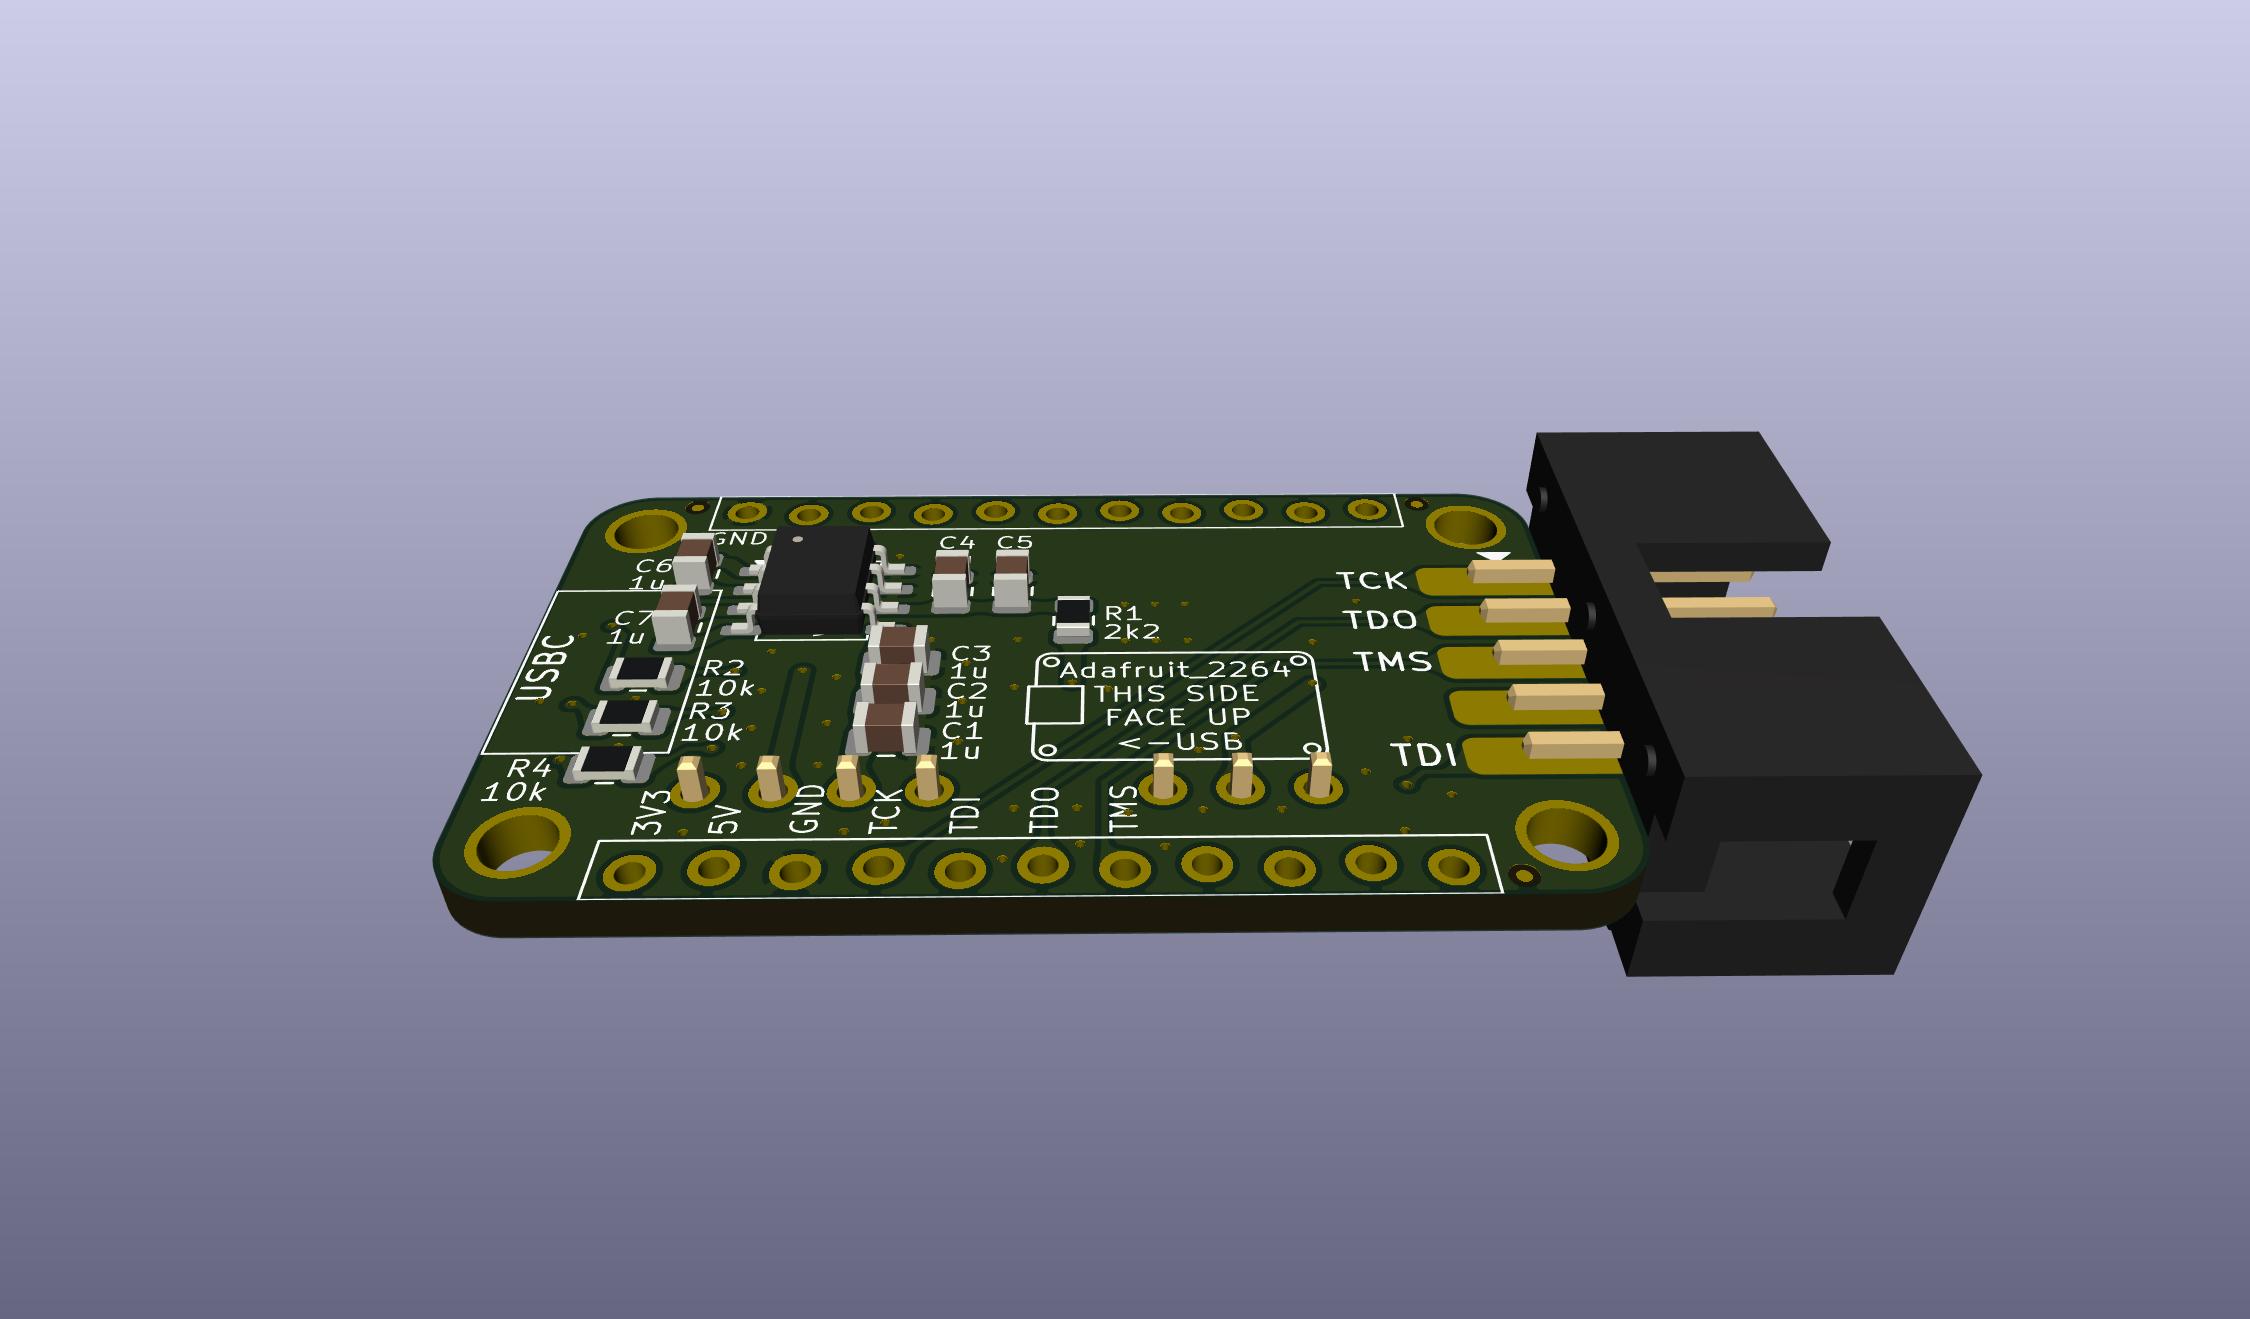 GND
C6
1u
C4
C5
C7
1u
USBC
R1
2k2
R2
10k
R3
10k
R4
10k
C3
1u
C2
1u
C1
1u
Adafruit_2264
THIS SIDE
FACE UP
<-USB
TCK
TDO
TMS
TDI
3V3
5V
GND
TCK
TDI
TDO
TMS